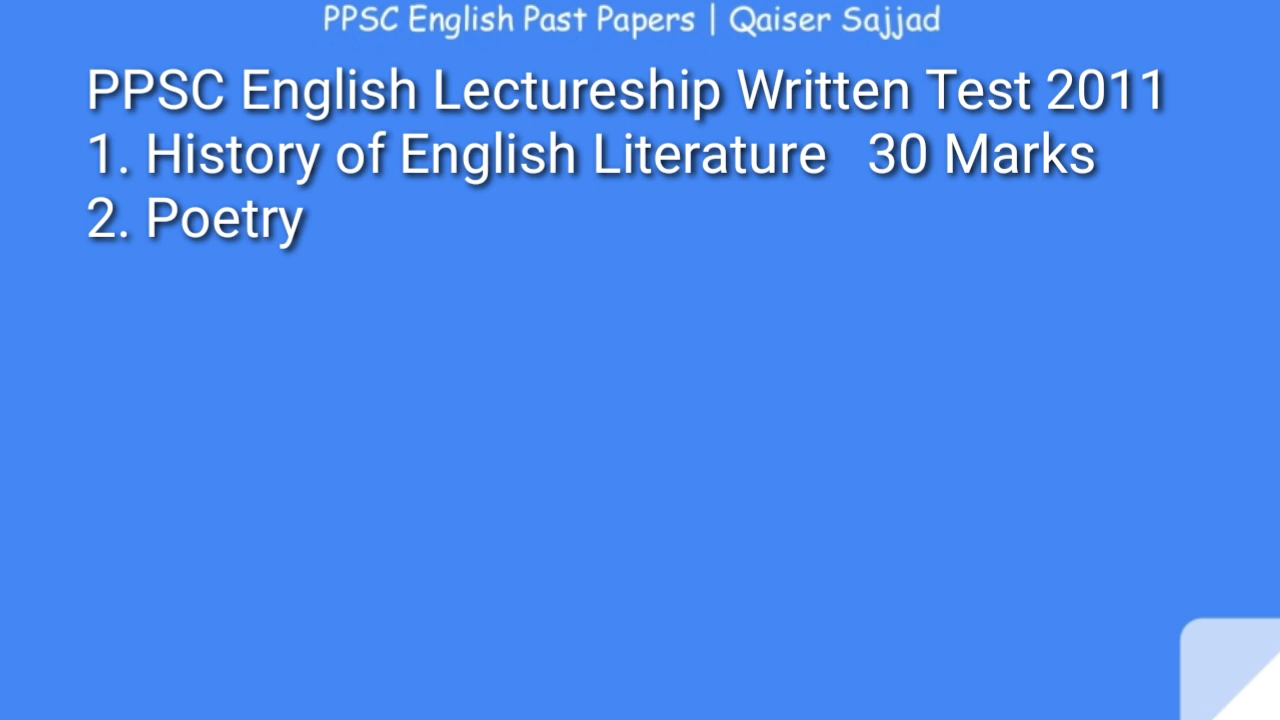 PPSC English Past Papers | Qaiser Sajjad
PPSC English Lectureship Written Test 2011
1. History of English Literature 30 Marks
2. Poetry